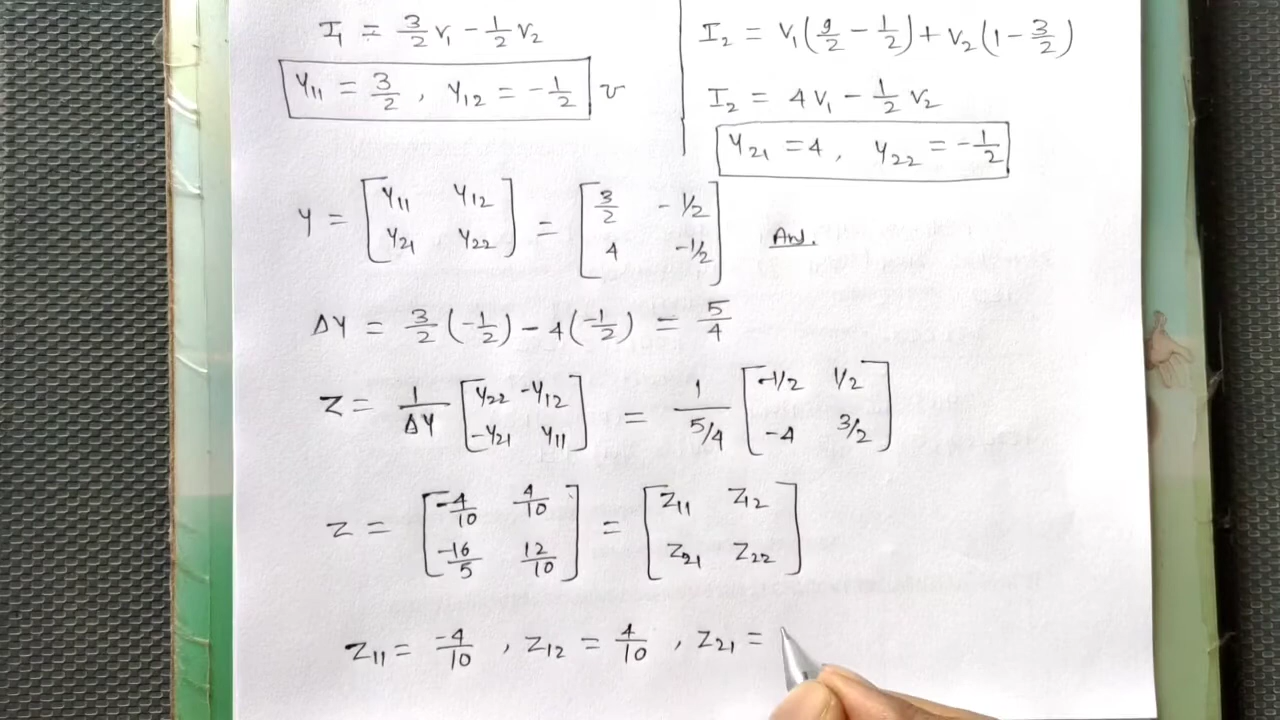 I₁ = 3/2 V₁ - 1/2 V₂
Y₁₁ = 3/2 , Y₁₂ = -1/2 ℧
I₂ = V₁(9/2 - 1/2) + V₂(1 - 3/2)
I₂ = 4V₁ - 1/2 V₂
Y₂₁ = 4 , Y₂₂ = -1/2
Y = [Y₁₁ Y₁₂; Y₂₁ Y₂₂] = [3/2 -1/2; 4 -1/2] Ans.
ΔY = 3/2(-1/2) - 4(-1/2) = 5/4
Z = 1/ΔY [Y₂₂ -Y₁₂; -Y₂₁ Y₁₁] = 1/5/4 [-1/2 1/2; -4 3/2]
Z = [-4/10 4/10; -16/5 12/10] = [Z₁₁ Z₁₂; Z₂₁ Z₂₂]
Z₁₁ = -4/10 , Z₁₂ = 4/10 , Z₂₁ =